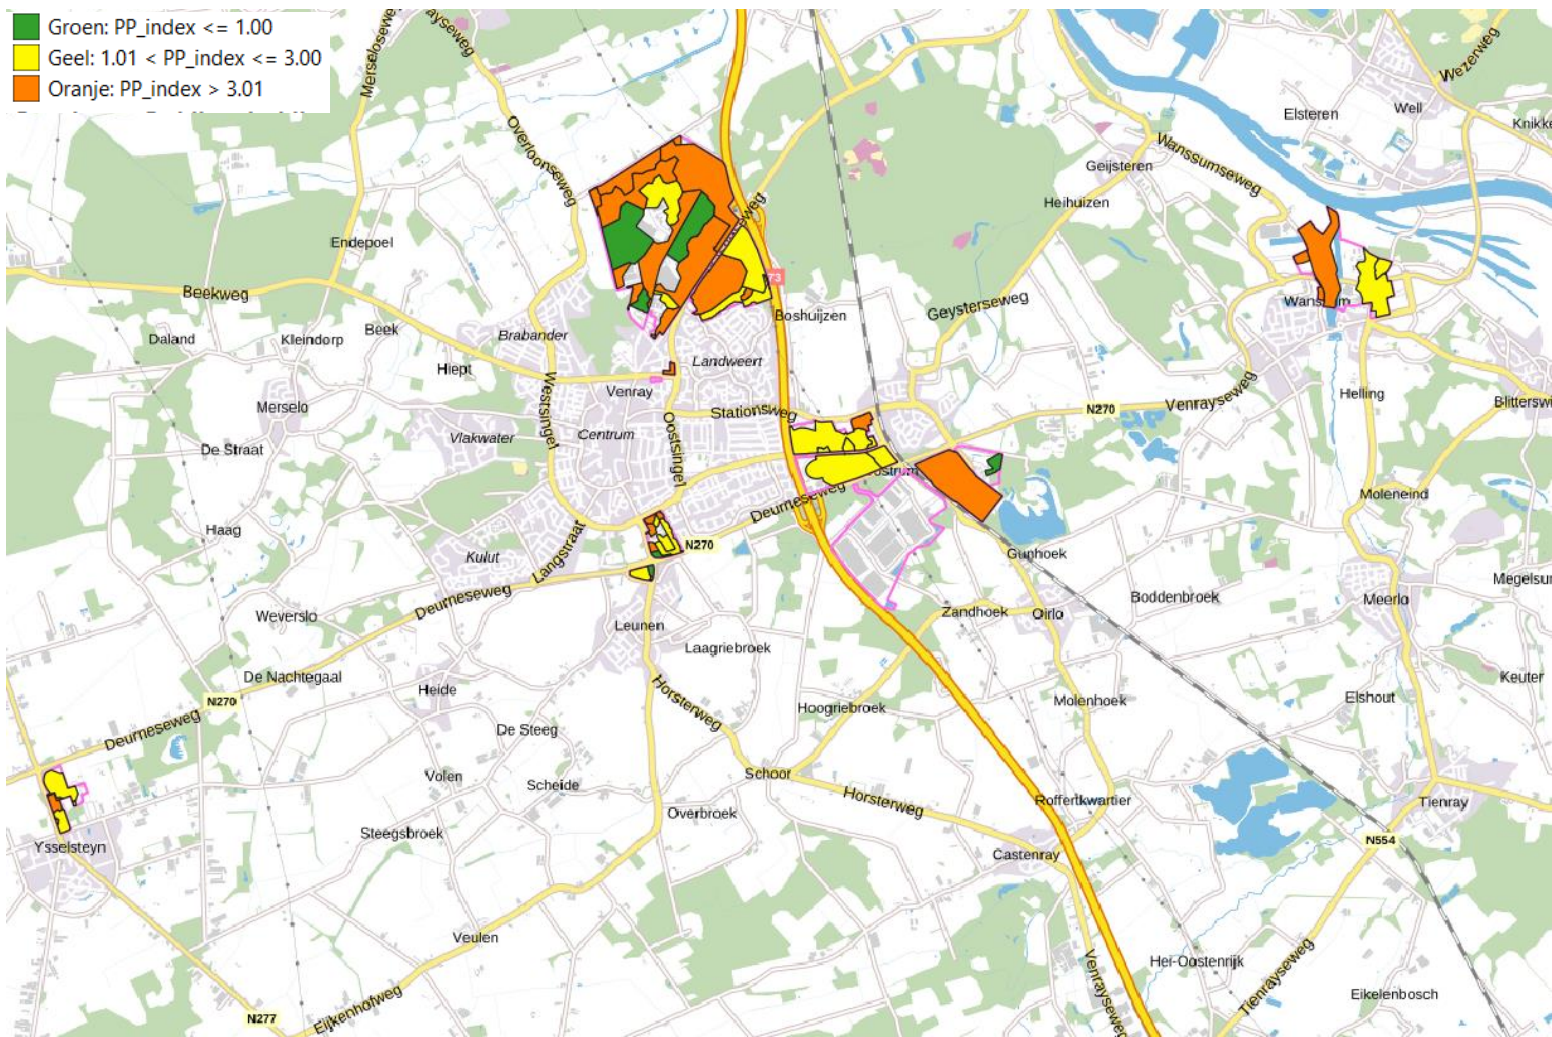 Groen: PP_index <= 1.00
Geel: 1.01 < PP_index <= 3.00
Oranje: PP_index > 3.01
Merseloseweg
Overloonseweg
Wezerweg
Well
Elsteren
Wanssumseweg
Geijsteren
Heihuizen
Endepoel
Beekweg
73
Geysterseweg
Boshuijzen
Daland
Kleindorp
Beek
Brabander
Hiept
Landweert
Venray
Weststingel
Oostsingel
Stationsweg
Merselo
Vlakwater
Centrum
De Straat
N270
Venrayseweg
Helling
Moleneind
Haag
Deurneseweg
Kulut
Langstraat
N270
Gunhoek
Weverslo
Deurneseweg
Leunen
Laagriebroek
Zandhoek
Oirlo
Boddenbroek
Meerlo
De Nachtegaal
Heide
N270
Deurneseweg
Horsterweg
Hoogriebroek
Molenhoek
Elshout
Keuter
De Steeg
Volen
Scheide
Schoor
Horsterweg
Overbroek
Steegsbroek
Roffertkwartier
Tienray
Ysselsteyn
Castenray
N554
Veulen
Venrayseweg
Hei-Oostenrijk
Tienrayseweg
Eikelenbosch
N277
Eijkenhofweg